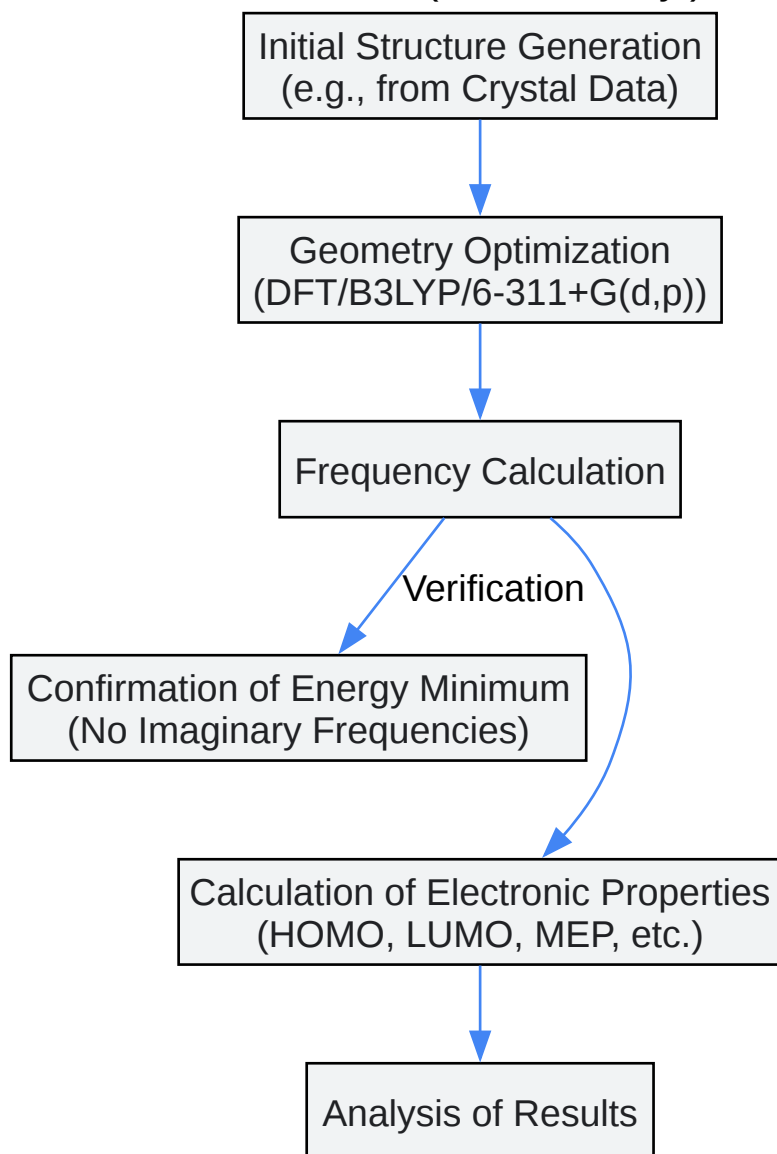 Initial Structure Generation
(e.g., from Crystal Data)
Geometry Optimization
(DFT/B3LYP/6-311+G(d,p))
Frequency Calculation
Verification
Confirmation of Energy Minimum
(No Imaginary Frequencies)
Calculation of Electronic Properties
(HOMO, LUMO, MEP, etc.)
Analysis of Results